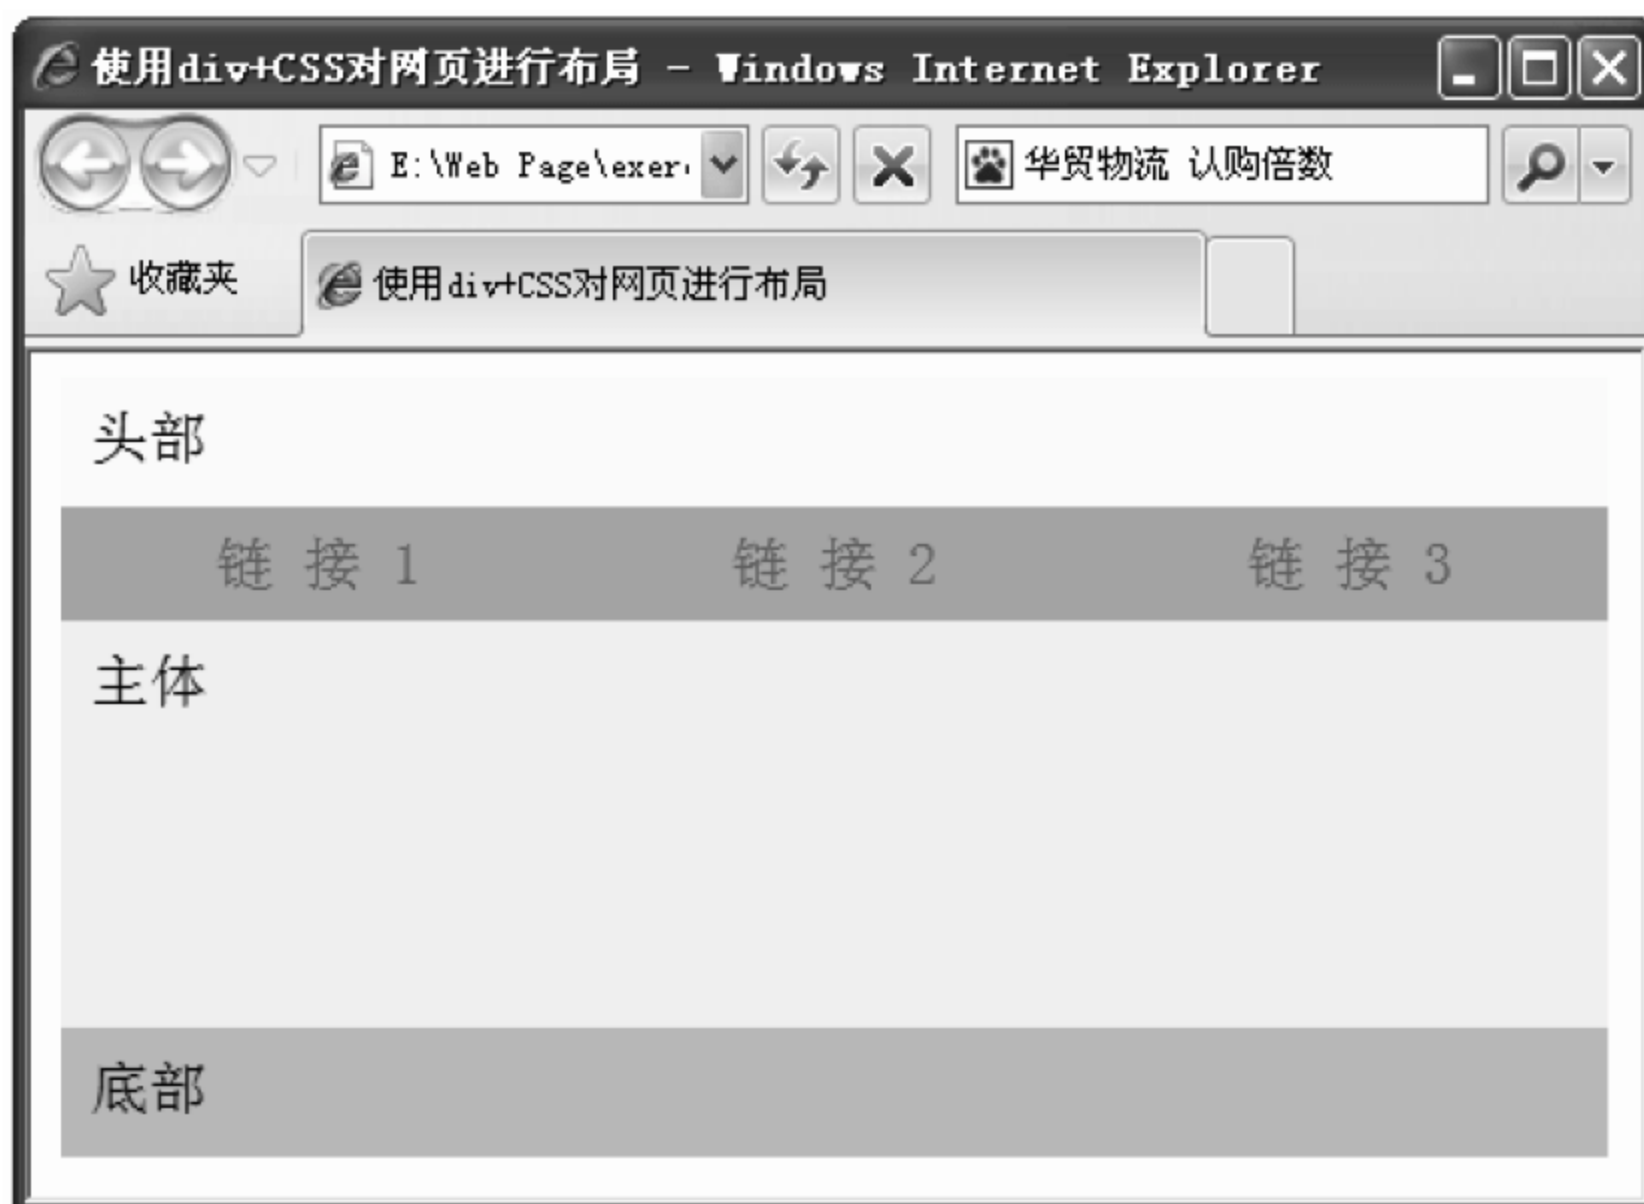 使用div+CSS对网页进行布局 - Windows Internet Explorer
E:\Web Page\exer
华贸物流 认购倍数
收藏夹
使用div+CSS对网页进行布局
头部
链 接 1 链 接 2 链 接 3
主体
底部